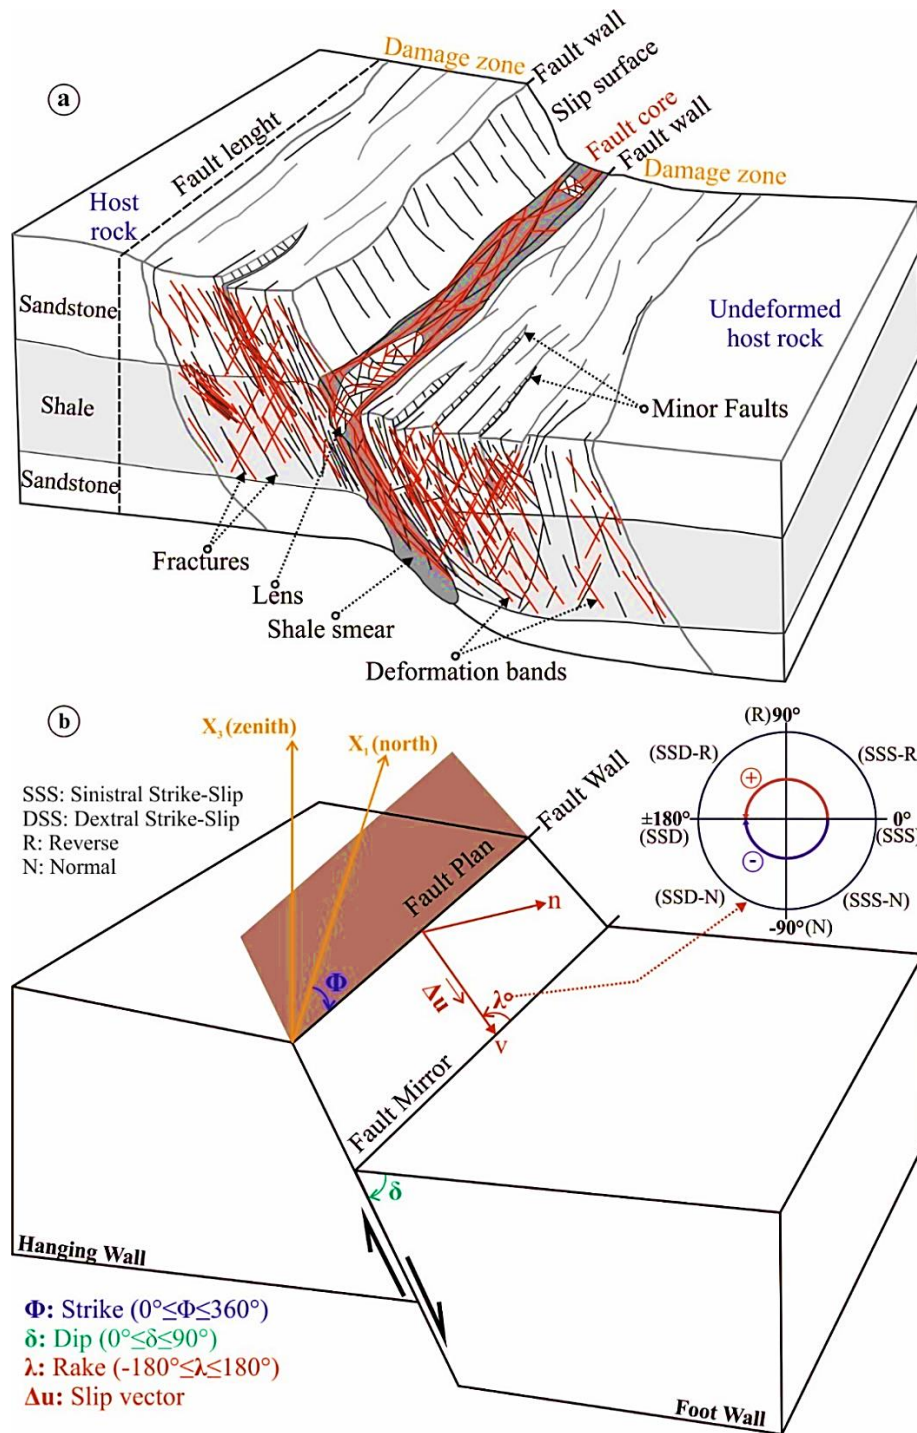 a
Damage zone
Fault wall
Slip surface
Fault core
Fault wall
Damage zone
Fault lenght
Host
rock
Sandstone
Shale
Sandstone
Undeformed
host rock
Minor Faults
Fractures
Lens
Shale smear
Deformation bands
b
X3 (zenith)
X1 (north)
SSS: Sinistral Strike-Slip
DSS: Dextral Strike-Slip
R: Reverse
N: Normal
Fault Wall
Fault Plan
n
Φ
Δu
λ
v
Fault Mirror
δ
(R)90°
(SSD-R)
(SSS-R)
+
±180°
(SSD)
0°
(SSS)
-
(SSD-N)
(SSS-N)
-90°(N)
Hanging Wall
Foot Wall
Φ: Strike (0°≤Φ≤360°)
δ: Dip (0°≤δ≤90°)
λ: Rake (-180°≤λ≤180°)
Δu: Slip vector